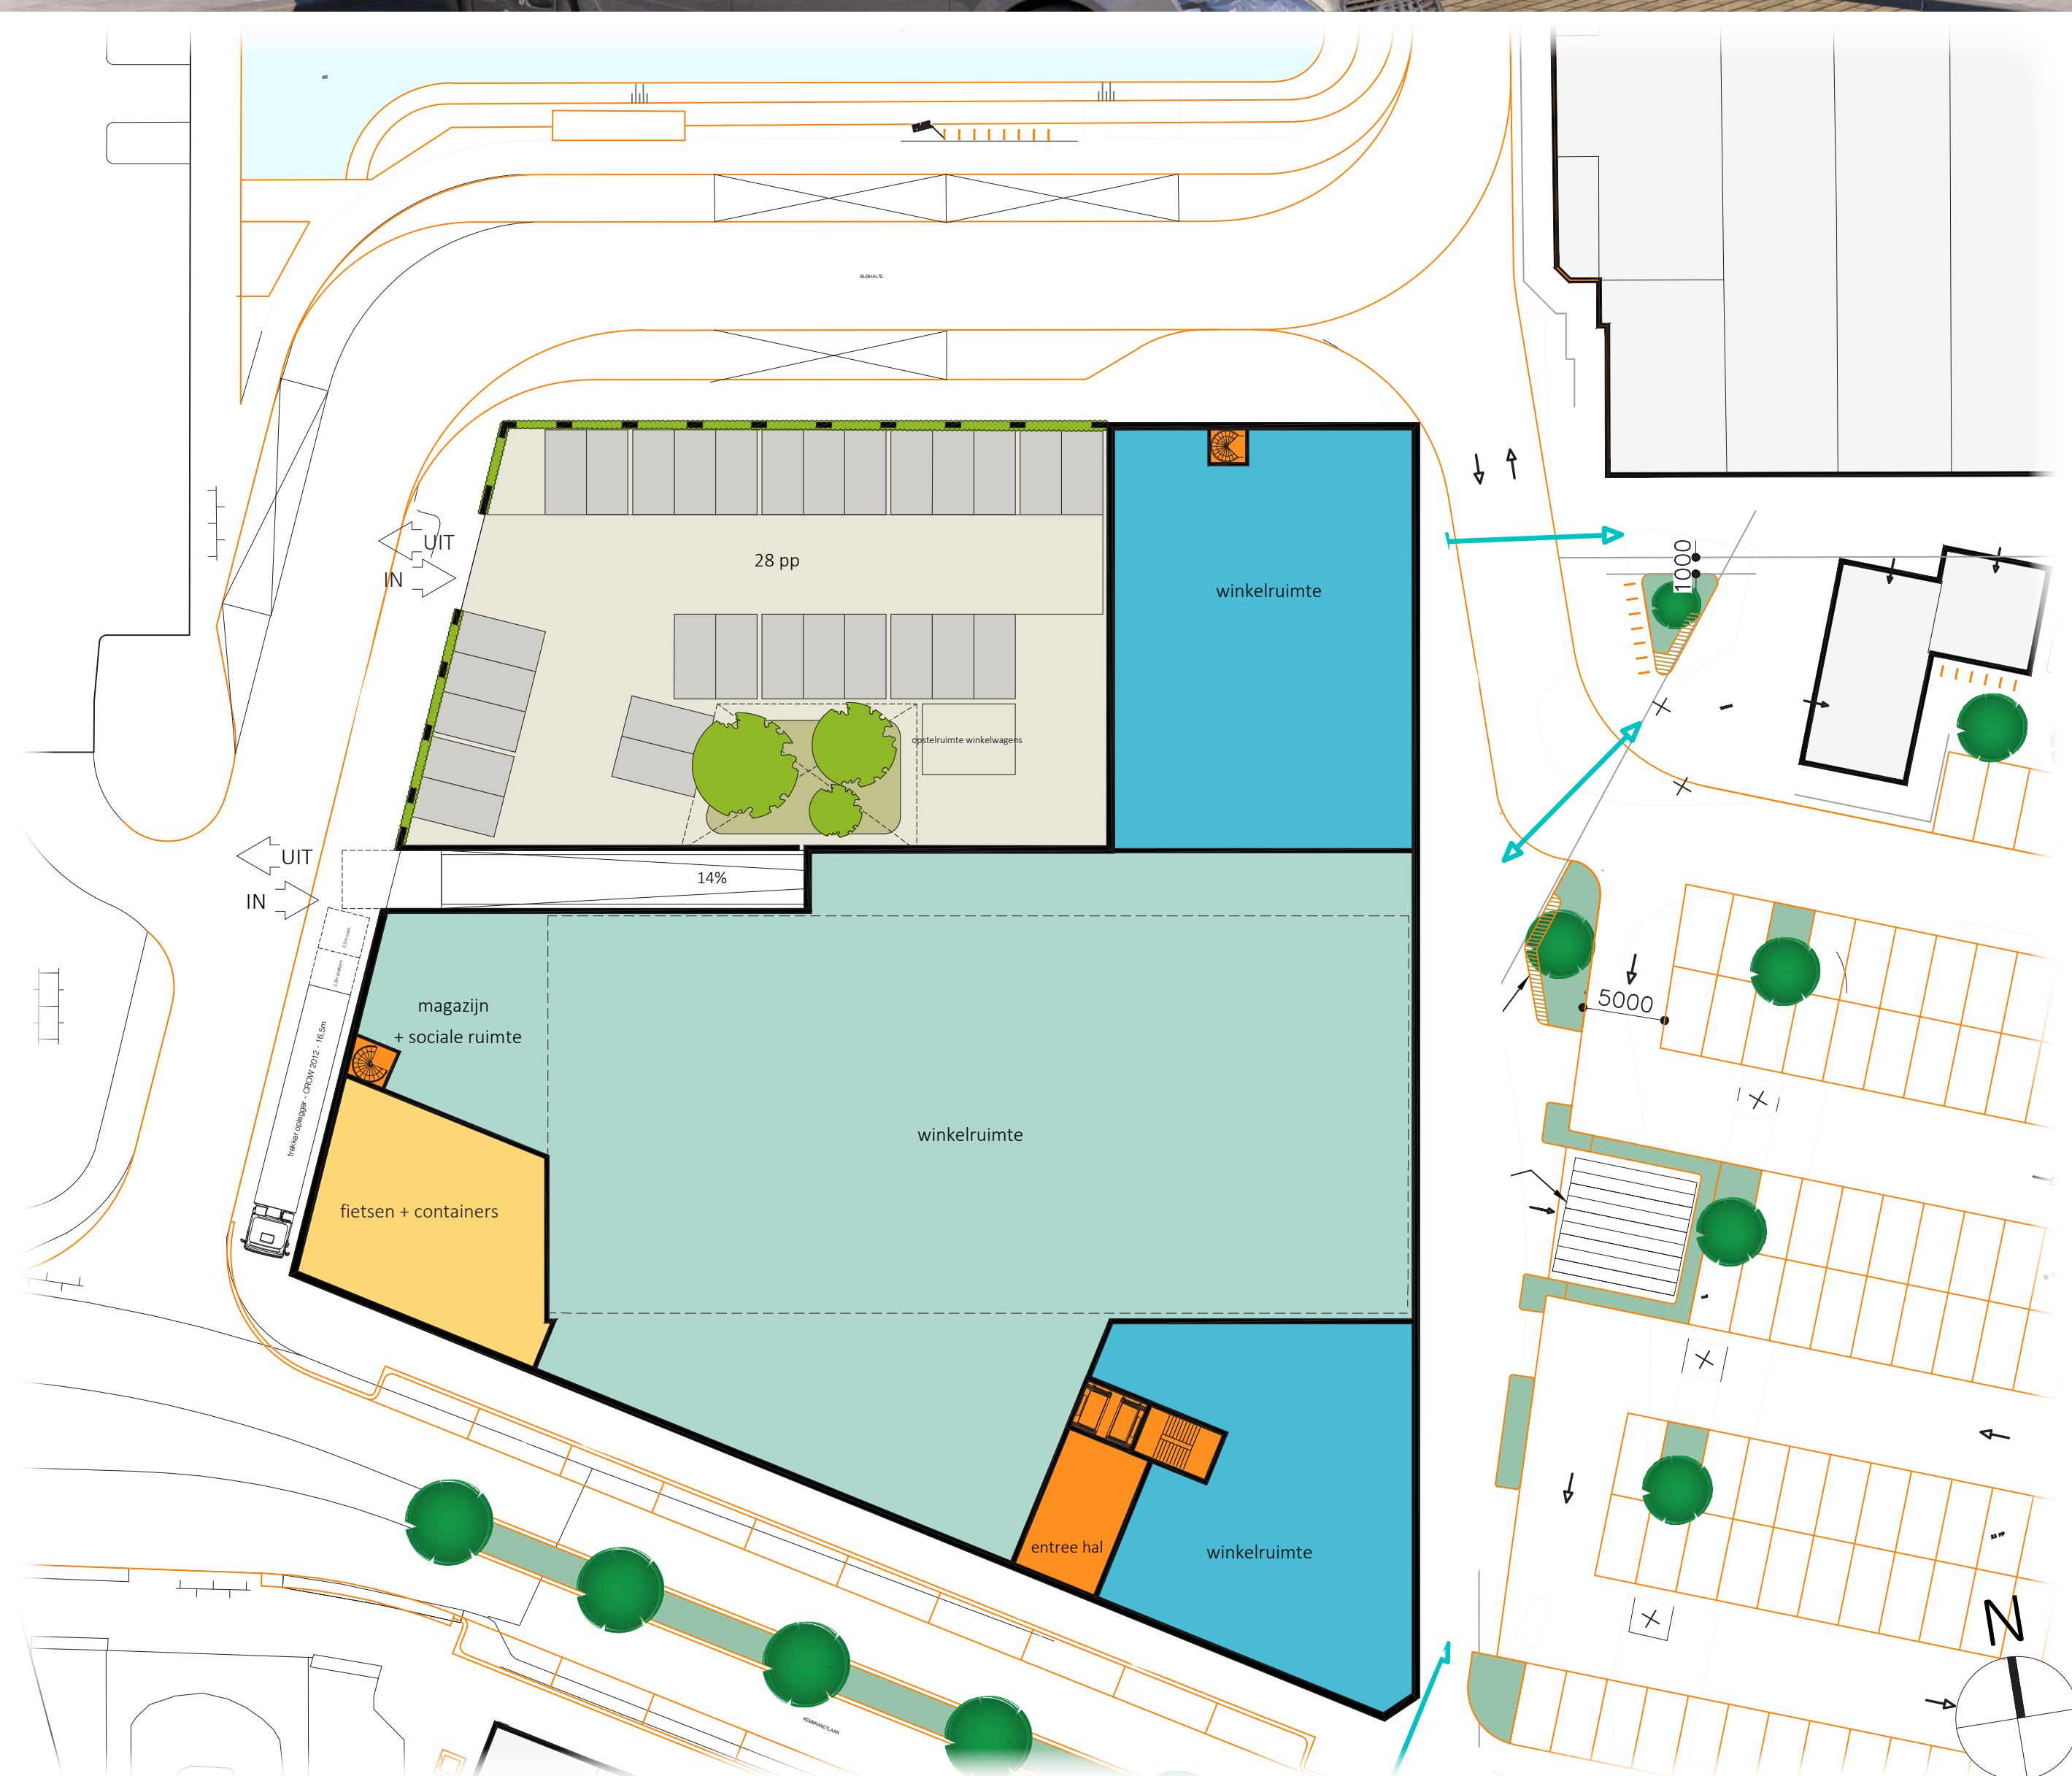 BUSHALTE
UIT
IN
28 pp
winkelruimte
1000
opstelruimte winkelwagens
UIT
IN
14%
magazijn
+ sociale ruimte
5000
trekker oplegger - CROW 2012 - 16,5m
winkelruimte
fietsen + containers
entree hal
winkelruimte
N
REMBRANDTLAAN